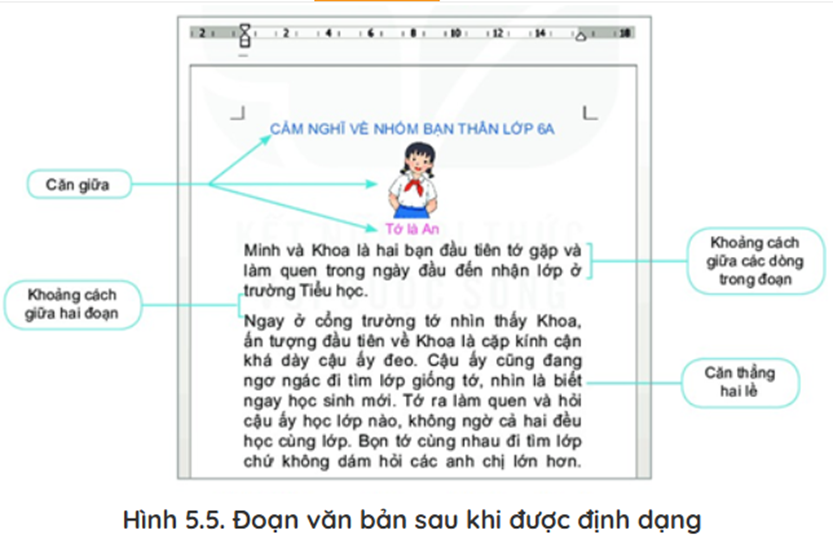 2 2 4 6 8 10 12 14 18
CẢM NGHĨ VỀ NHÓM BẠN THÂN LỚP 6A
Căn giữa
Tớ là An
Minh và Khoa là hai bạn đầu tiên tớ gặp và
làm quen trong ngày đầu đến nhận lớp ở
trường Tiểu học.
Khoảng cách
giữa các dòng
trong đoạn
Khoảng cách
giữa hai đoạn
Ngay ở cổng trường tớ nhìn thấy Khoa,
ấn tượng đầu tiên về Khoa là cặp kính cận
khá dày cậu ấy đeo. Cậu ấy cũng đang
ngơ ngác đi tìm lớp giống tớ, nhìn là biết
ngay học sinh mới. Tớ ra làm quen và hỏi
cậu ấy học lớp nào, không ngờ cả hai đều
học cùng lớp. Bọn tớ cùng nhau đi tìm lớp
chứ không dám hỏi các anh chị lớn hơn.
Căn thẳng
hai lề
Hình 5.5. Đoạn văn bản sau khi được định dạng